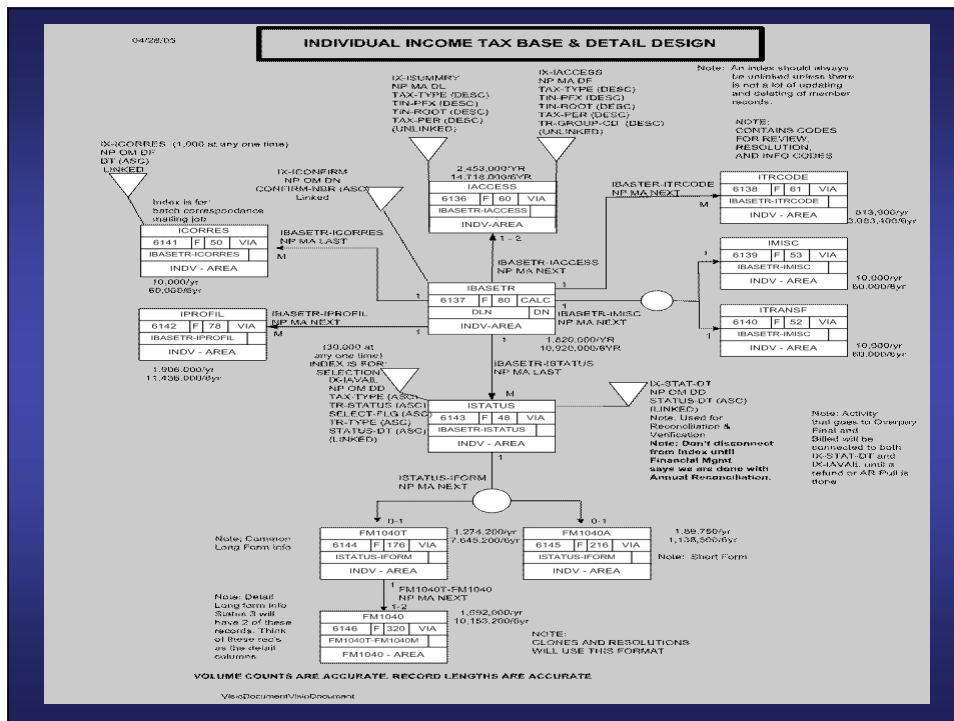 04/28/05
INDIVIDUAL INCOME TAX BASE & DETAIL DESIGN
Note: An index should always
be unlinked unless there
is not a lot of updating
and deleting of member
records.
NOTE:
CONTAINS CODES
FOR REVIEW,
RESOLUTION,
AND INFO CODES
IX-ISUMMRY
NP MA DL
TAX-TYPE (DESC)
TIN-PFX (DESC)
TIN-ROOT (DESC)
TAX-PER (DESC)
(UNLINKED)
IX-IACCESS
NP MA DF
TAX-TYPE (DESC)
TIN-PFX (DESC)
TIN-ROOT (DESC)
TAX-PER (DESC)
TR-GROUP-CD (DESC)
(UNLINKED)
IX-ICORRES (1,000 at any one time)
NP OM DF
DT (ASC)
LINKED
IX-ICONFIRM
NP OM DN
CONFIRM-NBR (ASC)
Linked
2,453,000/YR
14,718,000/6YR
IACCESS
6136 F 60 VIA
IBASETR-IACCESS
INDV-AREA
1 - 2
IBASTER-ITRCODE
NP MA NEXT
M
ITRCODE
6138 F 61 VIA
IBASETR-ITRCODE
INDV - AREA
513,900/yr
3,083,400/6YR
Index is for
batch correspondance
mailing job
ICORRES
6141 F 50 VIA
IBASETR-ICORRES
INDV - AREA
10,000/yr
60,000/6yr
IBASETR-ICORRES
NP MA LAST
M
1
IBASETR-IACCESS
NP MA NEXT
1
IMISC
6139 F 53 VIA
IBASETR-IMISC
INDV - AREA
10,000/yr
60,000/6yr
1
IBASETR
6137 F 80 CALC
DLN DN
INDV-AREA
1
1
IBASETR-IMISC
NP MA NEXT
ITRANSF
6140 F 52 VIA
IBASETR-IMISC
INDV - AREA
10,000/yr
60,000/6yr
1
IPROFIL
6142 F 78 VIA
IBASETR-IPROFIL
INDV - AREA
1,906,000/yr
11,436,000/6yr
IBASETR-IPROFIL
NP MA NEXT
M
1
1
1,820,000/YR
10,920,000/6YR
IBASETR-ISTATUS
NP MA LAST
M
(30,000 at
any one time)
INDEX IS FOR
SELECTION
IX-IAVAIL
NP OM DD
TAX-TYPE (ASC)
TR-STATUS (ASC)
SELECT-FLG (ASC)
TR-TYPE (ASC)
STATUS-DT (ASC)
(LINKED)
ISTATUS
6143 F 48 VIA
IBASETR-ISTATUS
INDV - AREA
1
IX-STAT-DT
NP OM DD
STATUS-DT (ASC)
(LINKED)
Note. Used for
Reconciliation &
Verification
Note: Don't disconnect
from Index until
Financial Mgmt
says we are done with
Annual Reconciliation.
Note: Activity
that goes to Overpay
Final and
Billed will be
connected to both
IX-STAT-DT and
IX-IAVAIL until a
refund or AR Pull is
done
ISTATUS-IFORM
NP MA NEXT
0-1
0-1
Note; Common
Long Form info
FM1040T
6144 F 176 VIA
ISTATUS-IFORM
INDV - AREA
1,274,200/yr
7,645,200/6yr
FM1040A
6145 F 216 VIA
ISTATUS-IFORM
INDV - AREA
1,138,500/6yr
Note: Short Form
1
FM1040T-FM1040
NP MA NEXT
1-2
Note: Detail
Long form info
Status 3 will
have 2 of these
records. Think
of these rec's
as the detail
columns
FM1040
6146 F 320 VIA
FM1040T-FM1040M
FM1040 - AREA
1,692,000/yr
10,153,200/6yr
NOTE:
CLONES AND RESOLUTIONS
WILL USE THIS FORMAT
VOLUME COUNTS ARE ACCURATE. RECORD LENGTHS ARE ACCURATE
VisioDocumentVisioDocument